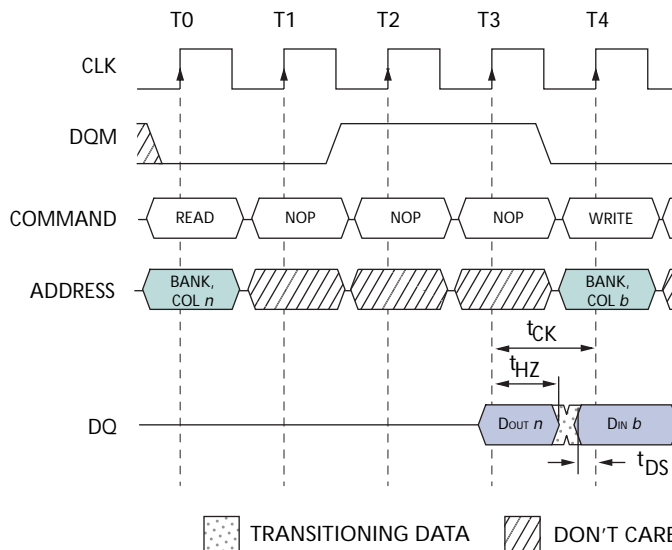 T0 T1 T2 T3 T4
CLK
DQM
COMMAND READ NOP NOP NOP WRITE
ADDRESS BANK, COL n BANK, COL b
tCK
tHZ
DQ DOUT n DIN b
tDS
TRANSITIONING DATA DON'T CARE